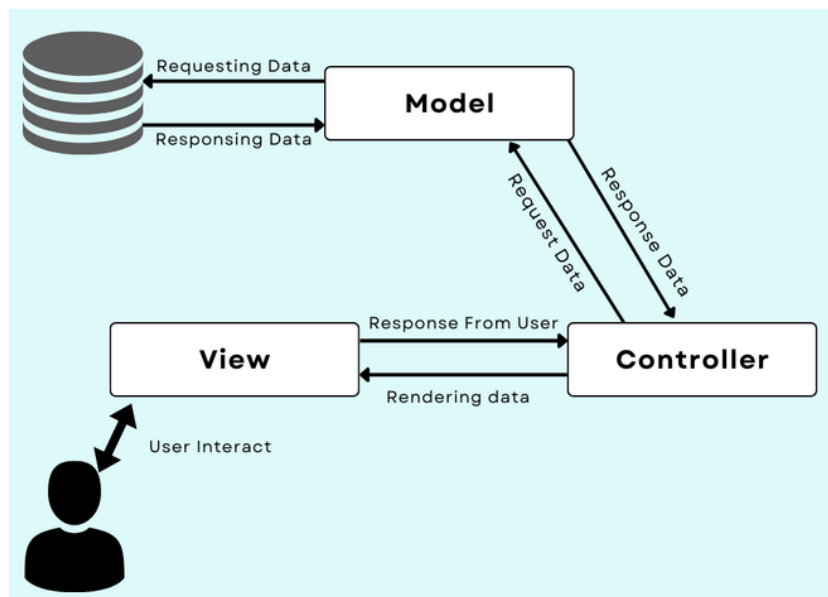 Requesting Data
Model
Responsing Data
Request Data
Response Data
Response From User
View
Controller
Rendering data
User Interact